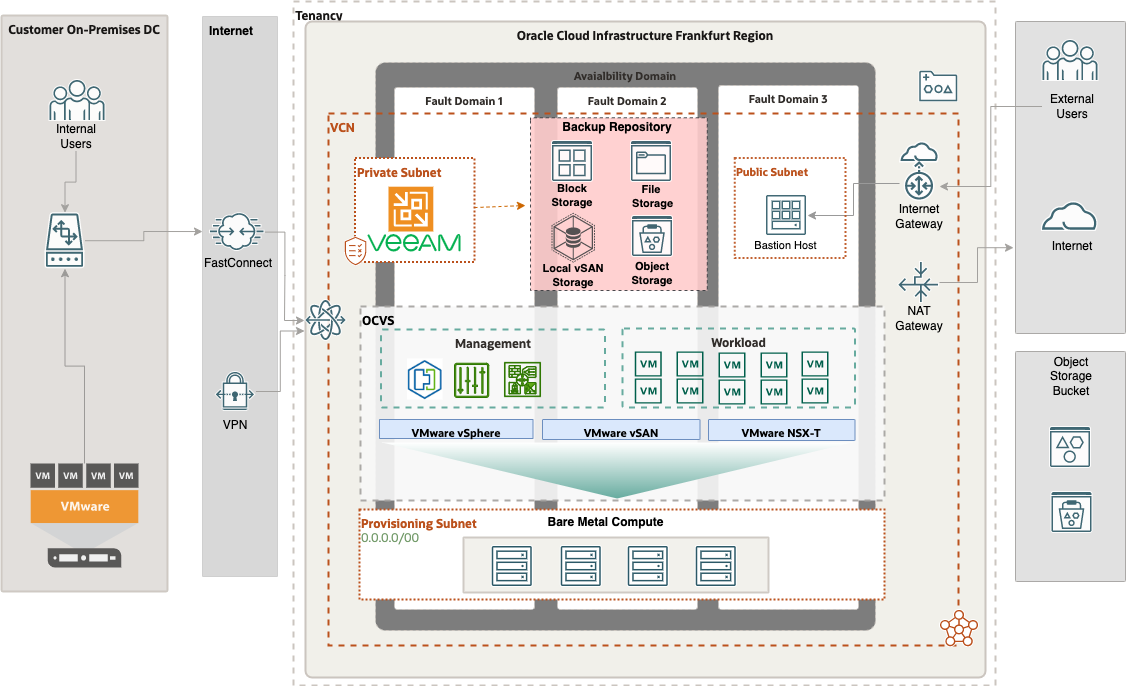 Tenancy
Customer On-Premises DC
Internal
Users
VM VM VM VM
VMware
Internet
FastConnect
VPN
Oracle Cloud Infrastructure Frankfurt Region
Avaialbility Domain
Fault Domain 1
Fault Domain 2
Fault Domain 3
VCN
Private Subnet
veeam
Backup Repository
Block
Storage
File
Storage
Local vSAN
Storage
Object
Storage
Public Subnet
Bastion Host
Internet
Gateway
NAT
Gateway
OCVS
Management
Workload
VM VM VM VM VM
VM VM VM VM VM
VMware vSphere
VMware vSAN
VMware NSX-T
Provisioning Subnet
0.0.0.0/00
Bare Metal Compute
External
Users
Internet
Object
Storage
Bucket